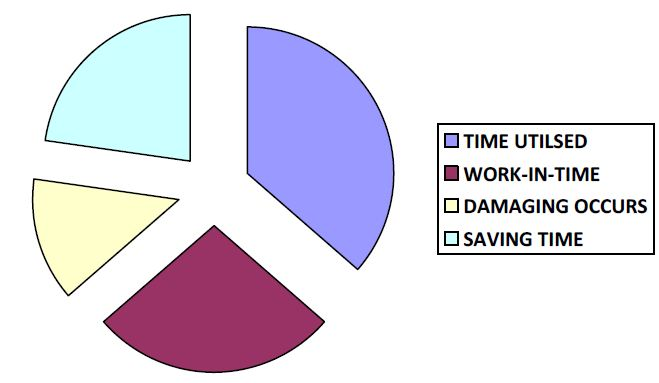 TIME UTILSED
WORK-IN-TIME
DAMAGING OCCURS
SAVING TIME